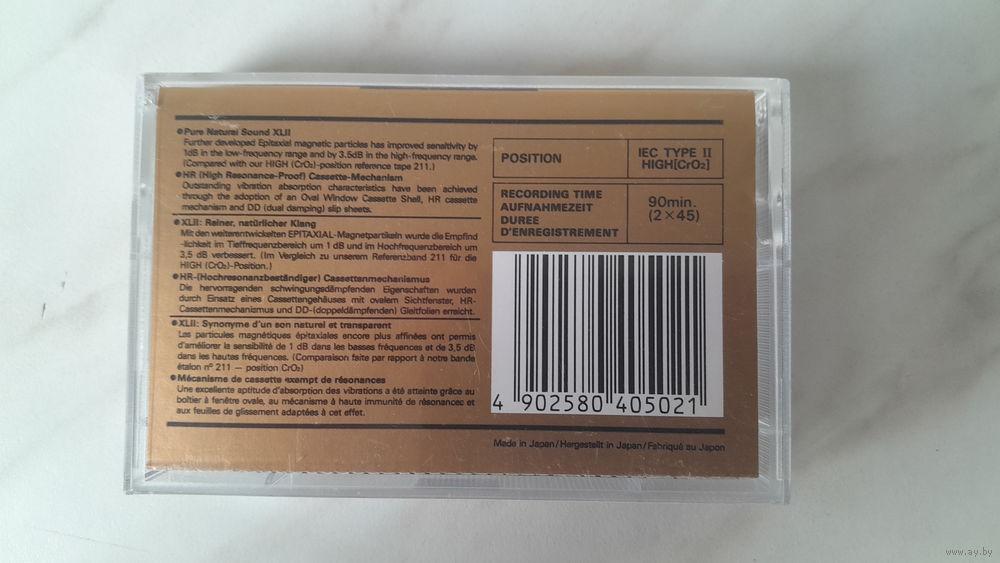 ●Pure Natural Sound XLII
Further developed Epitaxial magnetic particles has improved sensitivity by
1dB in the low-frequency range and by 3.5dB in the high-frequency range.
(Compared with our HIGH (CrO₂)-position reference tape 211.)
●HR (High Resonance-Proof) Cassette-Mechanism
Outstanding vibration absorption characteristics have been achieved
through the adoption of an Oval Window Cassette Shell, HR cassette
mechanism and DD (dual damping) slip sheets.
●XLII: Reiner, natürlicher Klang
Mit den weiterentwickelten EPITAXIAL-Magnetpartikeln wurde die Empfind
-lichkeit im Tieffrequenzbereich um 1 dB und im Hochfrequenzbereich um
3,5 dB verbessert. (Im Vergleich zu unserem Referenzband 211 für die
HIGH (CrO₂)-Position.)
●HR-(Hochresonanzbeständiger) Cassettenmechanismus
Die hervorragenden schwingungsdämpfenden Eigenschaften wurden
durch Einsatz eines Cassettengehäuses mit ovalem Sichtfenster, HR-
Cassettenmechanismus und DD-(doppeldämpfenden) Gleitfolien erreicht.
●XLII: Synonyme d'un son naturel et transparent
Les particules magnétiques épitaxiales encore plus affinées ont permis
d'améliorer la sensibilité de 1 dB dans les basses fréquences et de 3,5 dB
dans les hautes fréquences. (Comparaison faite par rapport à notre bande
étalon n° 211 — position CrO₂)
●Mécanisme de cassette exempt de résonances
Une excellente aptitude d'absorption des vibrations a été atteinte grâce au
boîtier à fenêtre ovale, au mécanisme à haute immunité de résonances et
aux feuilles de glissement adaptées à cet effet.
POSITION
IEC TYPE II
HIGH[CrO₂]
RECORDING TIME
AUFNAHMEZEIT
DUREE
D'ENREGISTREMENT
90min.
(2×45)
4 902580 405021
Made in Japan/Hergestellt in Japan/Fabriqué au Japon
www.ay.by